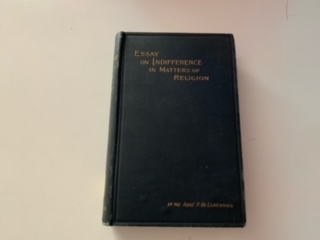 Essay
on Indifference
in Matters of
Religion
by the Abbé F. de Lamennais